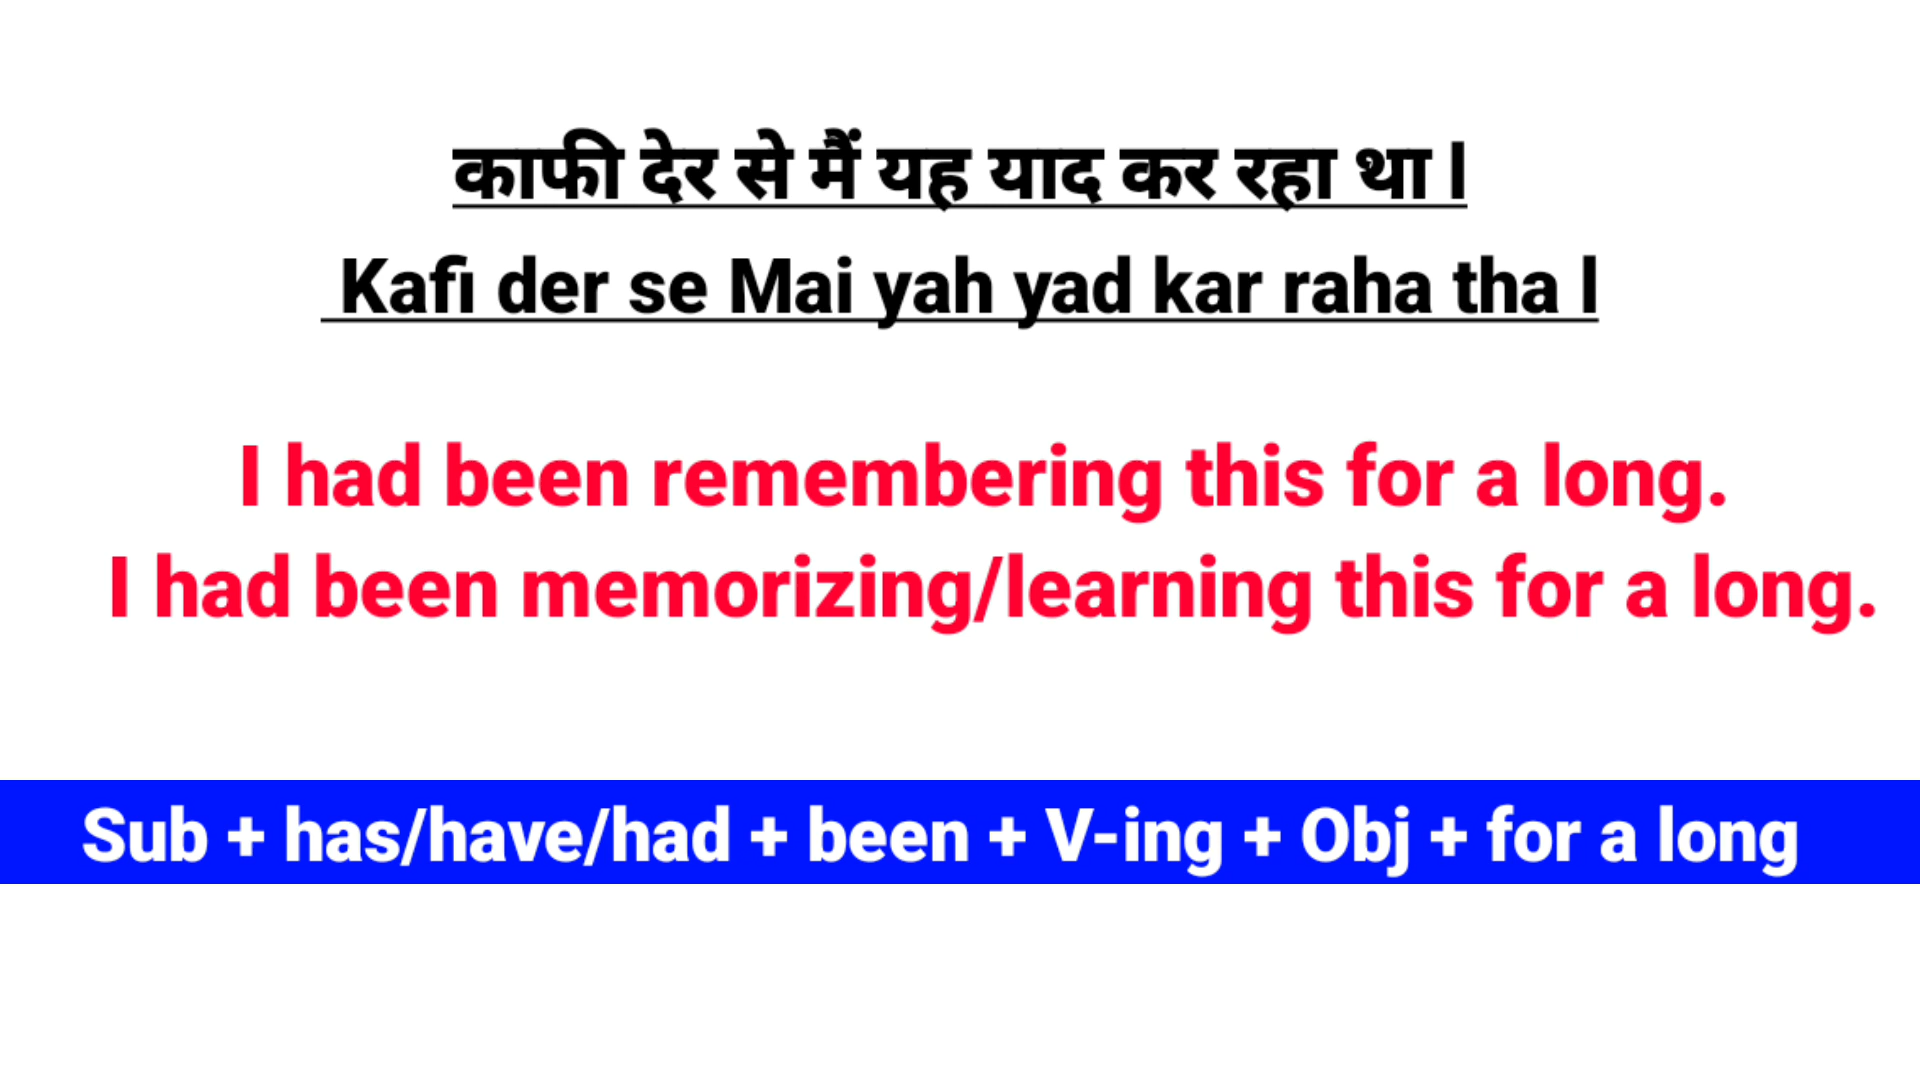 काफी देर से मैं यह याद कर रहा था l
Kafi der se Mai yah yad kar raha tha l
I had been remembering this for a long.
I had been memorizing/learning this for a long.
Sub + has/have/had + been + V-ing + Obj + for a long